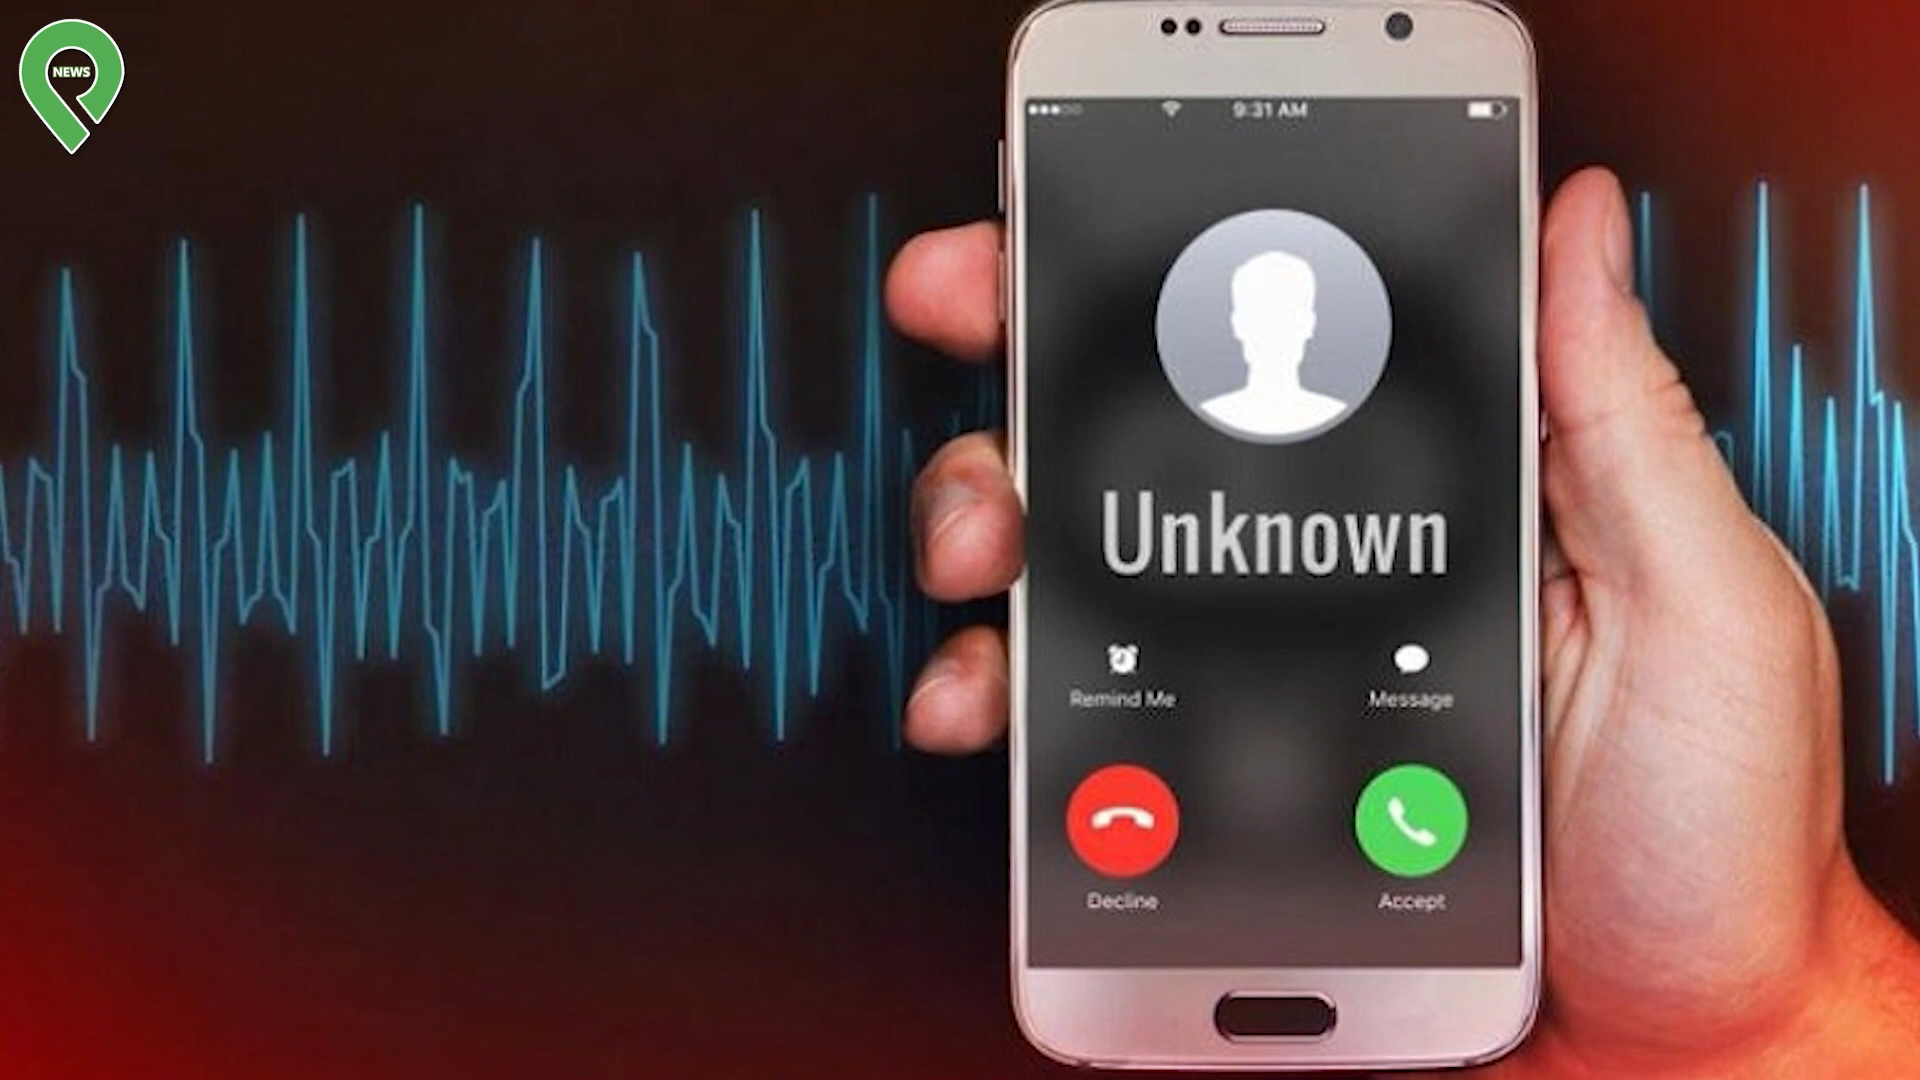 NEWS
9:31 AM
Unknown
Remind Me
Message
Decline
Accept